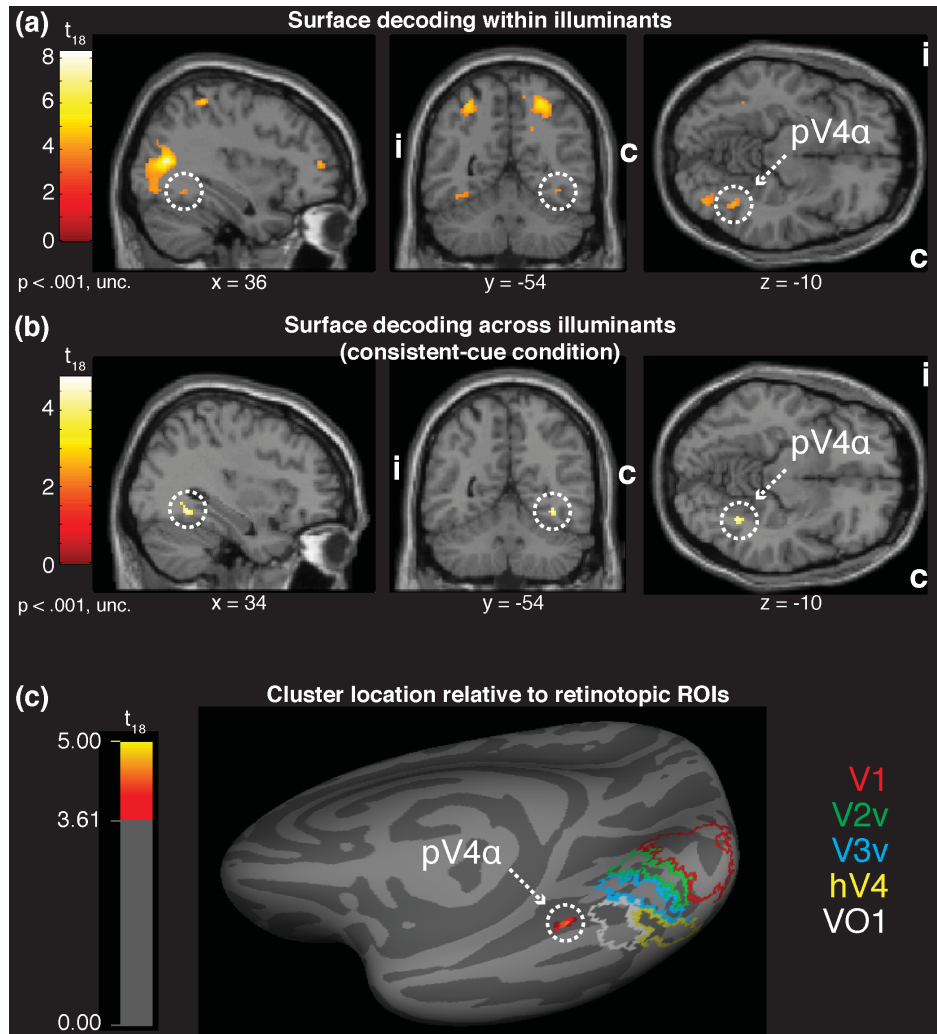 (a)
Surface decoding within illuminants
t18
8
6
4
2
0
i
i
c
c
pV4α
p < .001, unc.
x = 36
y = -54
z = -10
(b)
Surface decoding across illuminants
(consistent-cue condition)
t18
4
2
0
i
i
c
c
pV4α
p < .001, unc.
x = 34
y = -54
z = -10
(c)
Cluster location relative to retinotopic ROIs
t18
5.00
3.61
0.00
pV4α
V1
V2v
V3v
hV4
VO1